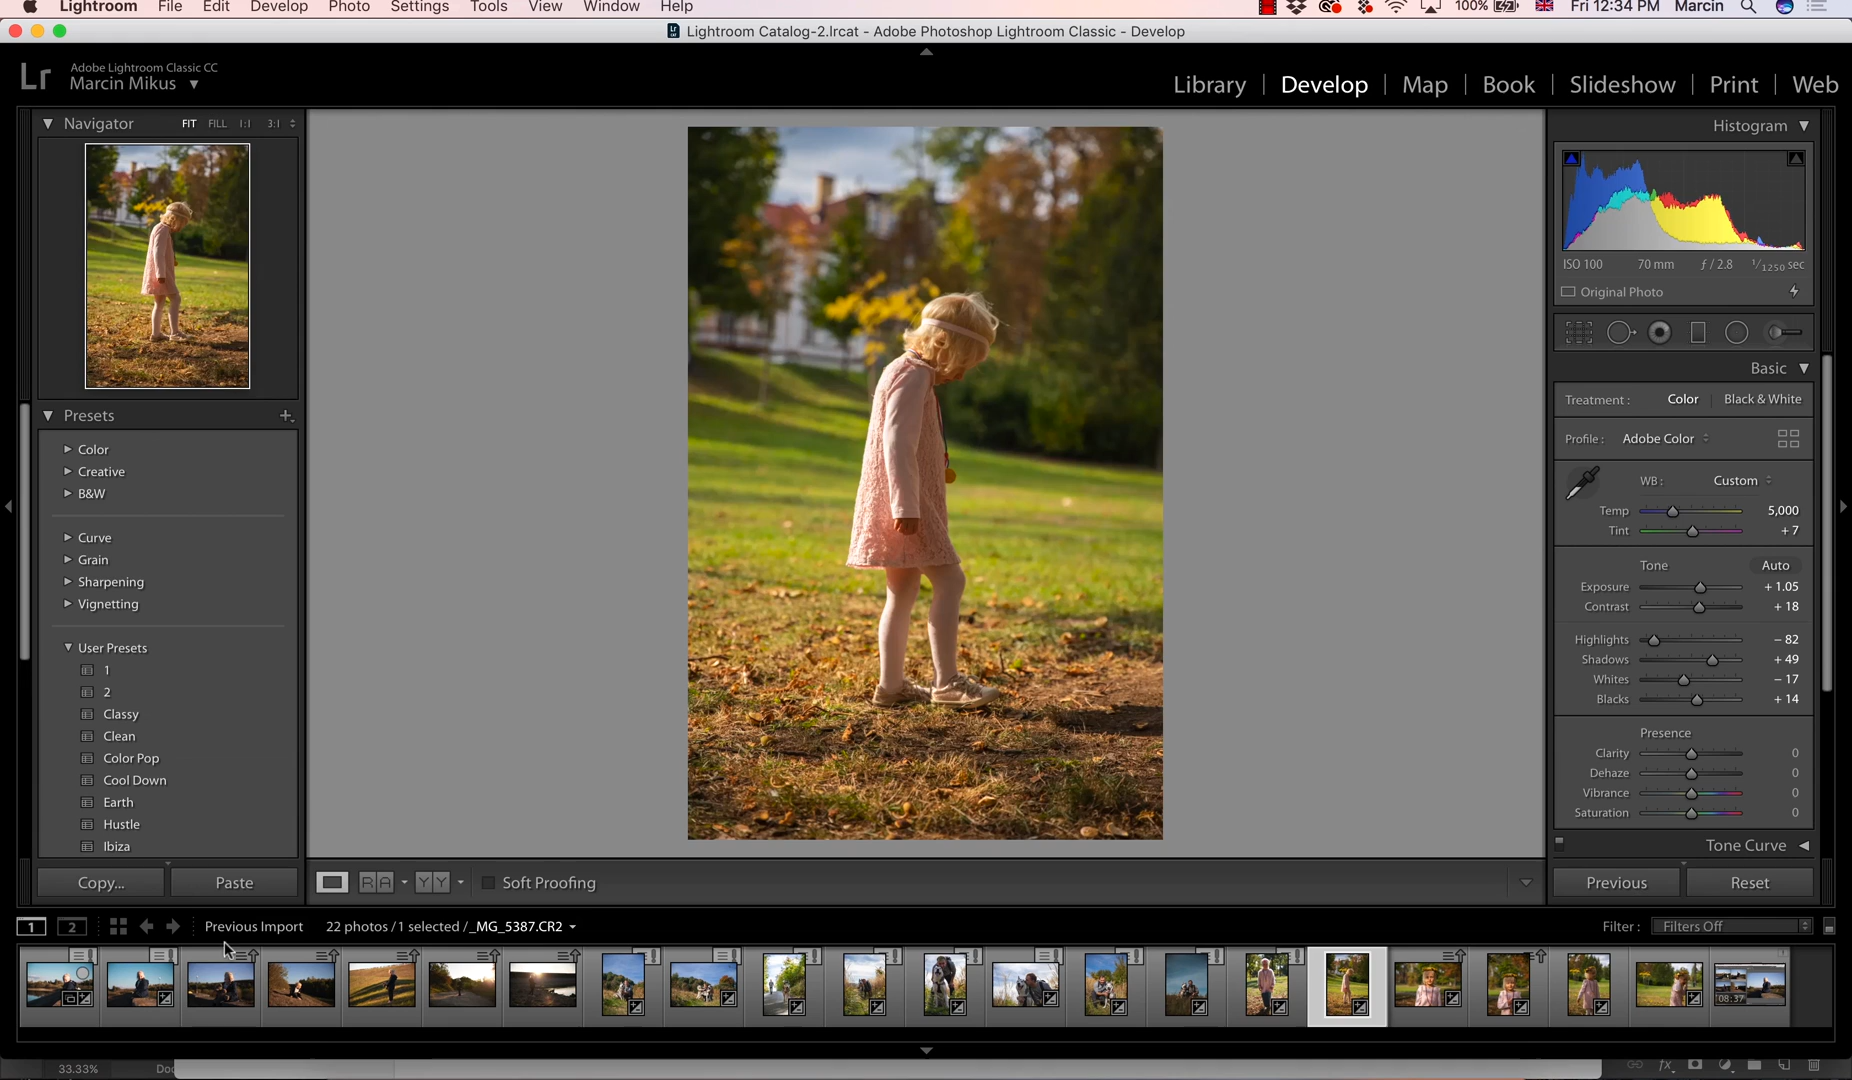 Lightroom File Edit Develop Photo Settings Tools View Window Help 100% Fri 12:34 PM Marcin
Lightroom Catalog-2.lrcat - Adobe Photoshop Lightroom Classic - Develop
Lr Adobe Lightroom Classic CC
Marcin Mikus
Library | Develop | Map | Book | Slideshow | Print | Web
Navigator FIT FILL 1:1 3:1
Presets
Color
Creative
B&W
Curve
Grain
Sharpening
Vignetting
User Presets
1
2
Classy
Clean
Color Pop
Cool Down
Earth
Hustle
Ibiza
Copy... Paste
R A Y Y Soft Proofing
Histogram
ISO 100 70 mm ƒ / 2.8 1/1250 sec
Original Photo
Basic
Treatment : Color | Black & White
Profile : Adobe Color
WB : Custom
Temp 5,000
Tint + 7
Tone Auto
Exposure + 1.05
Contrast + 18
Highlights − 82
Shadows + 49
Whites − 17
Blacks + 14
Presence
Clarity 0
Dehaze 0
Vibrance 0
Saturation 0
Tone Curve
Previous Reset
1 2 Previous Import 22 photos / 1 selected / _MG_5387.CR2 Filter : Filters Off
08:37
33.33% Doc
fx